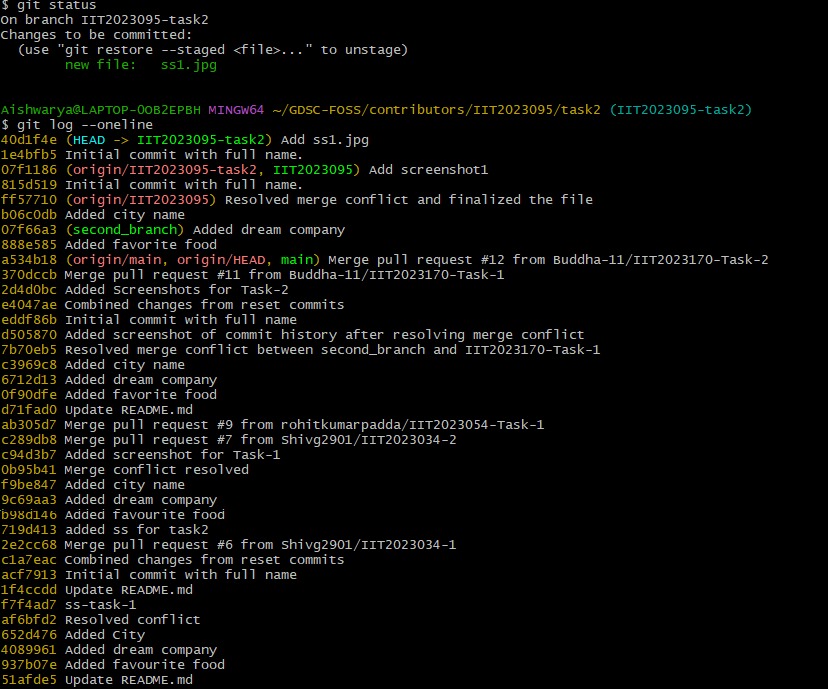 $ git status
On branch IIT2023095-task2
Changes to be committed:
  (use "git restore --staged <file>..." to unstage)
        new file:   ss1.jpg
Aishwarya@LAPTOP-OOB2EPBH MINGW64 ~/GDSC-FOSS/contributors/IIT2023095/task2 (IIT2023095-task2)
$ git log --oneline
40d1f4e (HEAD -> IIT2023095-task2) Add ss1.jpg
1e4bfb5 Initial commit with full name.
07f1186 (origin/IIT2023095-task2, IIT2023095) Add screenshot1
815d519 Initial commit with full name.
ff57710 (origin/IIT2023095) Resolved merge conflict and finalized the file
b06c0db Added city name
07f66a3 (second_branch) Added dream company
888e585 Added favorite food
a534b18 (origin/main, origin/HEAD, main) Merge pull request #12 from Buddha-11/IIT2023170-Task-2
370dccb Merge pull request #11 from Buddha-11/IIT2023170-Task-1
2d4d0bc Added Screenshots for Task-2
e4047ae Combined changes from reset commits
eddf86b Initial commit with full name
d505870 Added screenshot of commit history after resolving merge conflict
7b70eb5 Resolved merge conflict between second_branch and IIT2023170-Task-1
c3969c8 Added city name
6712d13 Added dream company
0f90dfe Added favorite food
d71fad0 Update README.md
ab305d7 Merge pull request #9 from rohitkumarpadda/IIT2023054-Task-1
c289db8 Merge pull request #7 from Shivg2901/IIT2023034-2
c94d3b7 Added screenshot for Task-1
0b95b41 Merge conflict resolved
f9be847 Added city name
9c69aa3 Added dream company
b98d146 Added favourite food
719d413 added ss for task2
2e2cc68 Merge pull request #6 from Shivg2901/IIT2023034-1
c1a7eac Combined changes from reset commits
acf7913 Initial commit with full name
1f4ccdd Update README.md
f7f4ad7 ss-task-1
af6bfd2 Resolved conflict
652d476 Added City
4089961 Added dream company
937b07e Added favourite food
51afde5 Update README.md